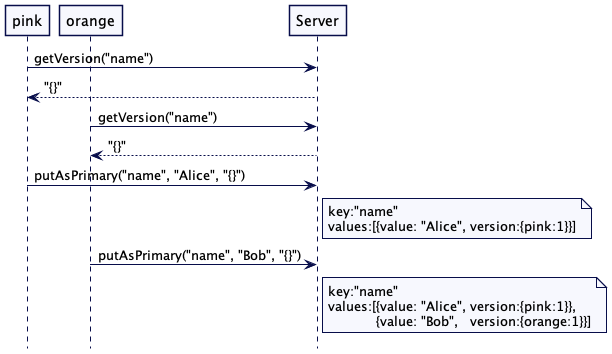 pink orange Server
getVersion("name")
"{}"
getVersion("name")
"{}"
putAsPrimary("name", "Alice", "{}")
key:"name"
values:[{value: "Alice", version:{pink:1}}]
putAsPrimary("name", "Bob", "{}")
key:"name"
values:[{value: "Alice", version:{pink:1}},
{value: "Bob", version:{orange:1}}]